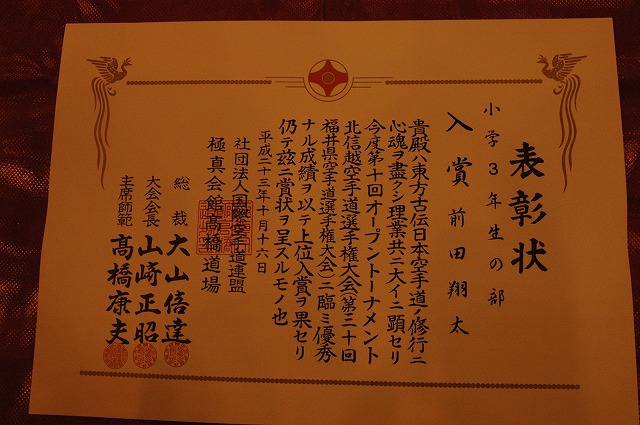 表彰状
小学3年生の部
入賞 前田翔太
貴殿ハ東方古伝日本空手道ノ修行ニ
心魂ヲ盡クシ理業共ニ大イニ顕セリ
今度第十回オープントーナメント
北信越空手道選手権大会(第三十回
福井県空手道選手権大会)ニ臨ミ優秀
ナル成績ヲ以テ上位入賞ヲ果セリ
仍テ玆ニ賞状ヲ呈スルモノ也
平成二十三年十月十六日
社団法人国際空手道連盟
極真会館高橋道場
総裁 大山倍達
大会会長 山﨑正昭
主席師範 髙橋康夫